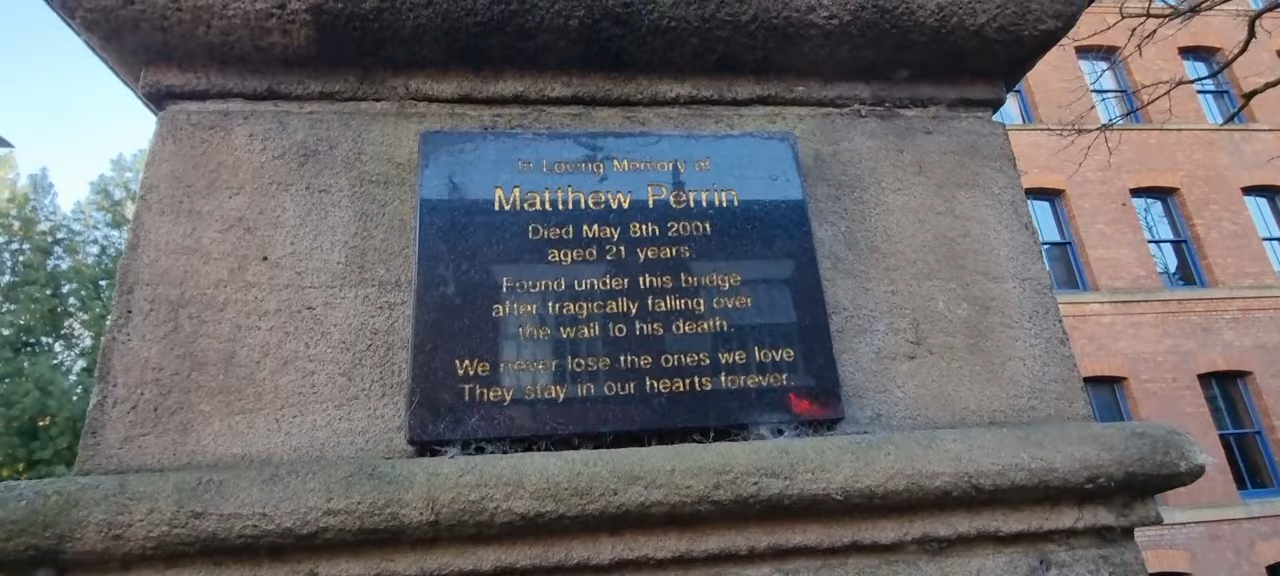 In Loving Memory of
Matthew Perrin
Died May 8th 2001
aged 21 years.
Found under this bridge
after tragically falling over
the wall to his death.
We never lose the ones we love
They stay in our hearts forever.